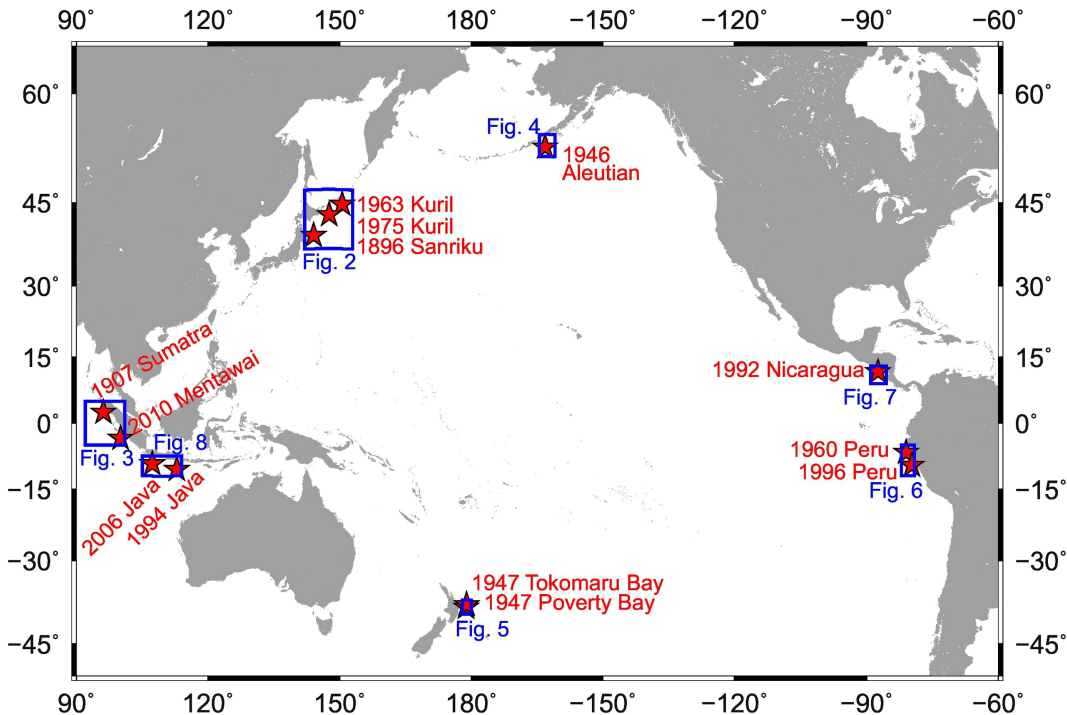 90° 120° 150° 180° −150° −120° −90° −60°
60° 60°
Fig. 4
1946
Aleutian
45° 45°
1963 Kuril
1975 Kuril
1896 Sanriku
Fig. 2
30° 30°
15° 15°
1907 Sumatra
2010 Mentawai
1992 Nicaragua
Fig. 7
0° 0°
Fig. 8
Fig. 3
1960 Peru
1996 Peru
Fig. 6
−15° −15°
2006 Java
1994 Java
−30° −30°
1947 Tokomaru Bay
1947 Poverty Bay
Fig. 5
−45° −45°
90° 120° 150° 180° −150° −120° −90° −60°